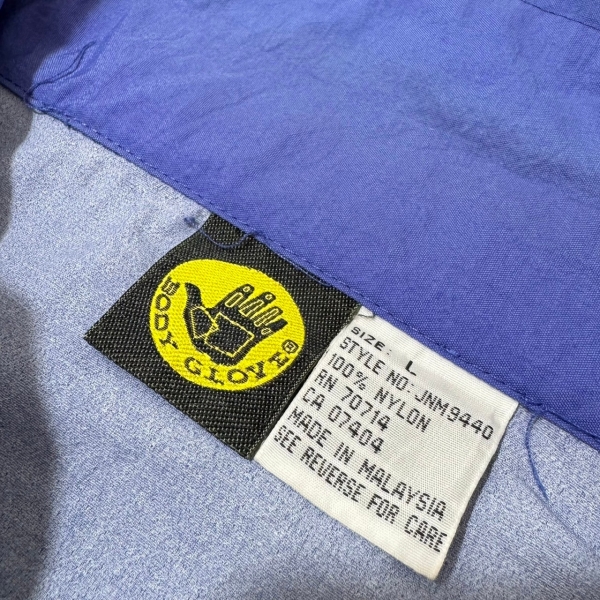 BODY GLOVE®
SIZE: L
STYLE NO: JNM9440
100% NYLON
RN 70714
CA 07404
MADE IN MALAYSIA
SEE REVERSE FOR CARE